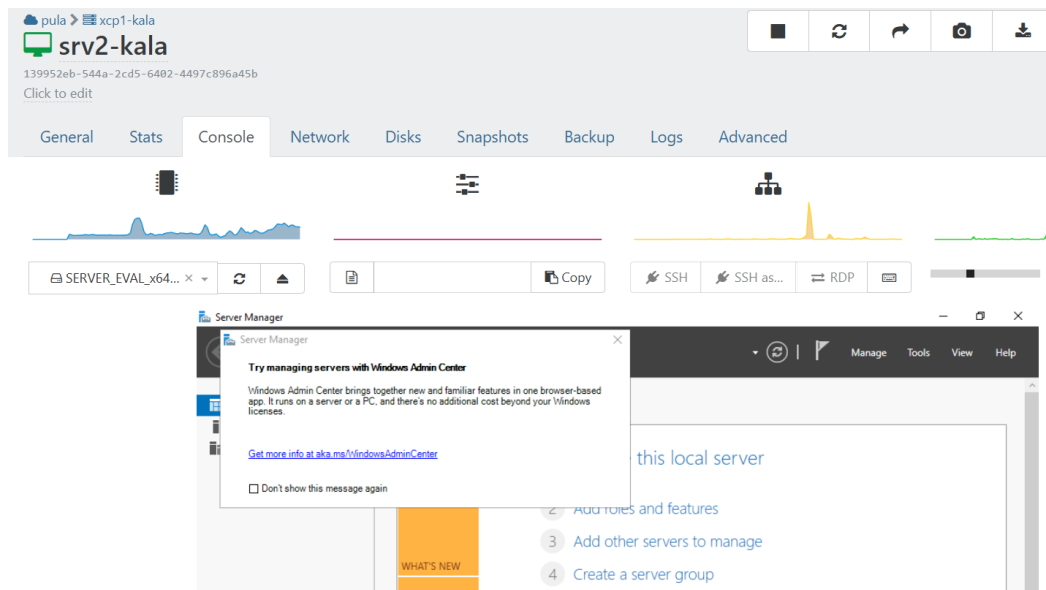 pula > xcp1-kala
srv2-kala
139952eb-544a-2cd5-6402-4497c896a45b
Click to edit
General Stats Console Network Disks Snapshots Backup Logs Advanced
SERVER_EVAL_x64... Copy SSH SSH as... RDP
Server Manager
Server Manager
Manage Tools View Help
Try managing servers with Windows Admin Center
Windows Admin Center brings together new and familiar features in one browser-based
app. It runs on a server or a PC, and there's no additional cost beyond your Windows
licenses.
Get more info at aka.ms/WindowsAdminCenter
this local server
Don't show this message again
2 Add roles and features
3 Add other servers to manage
WHAT'S NEW
4 Create a server group